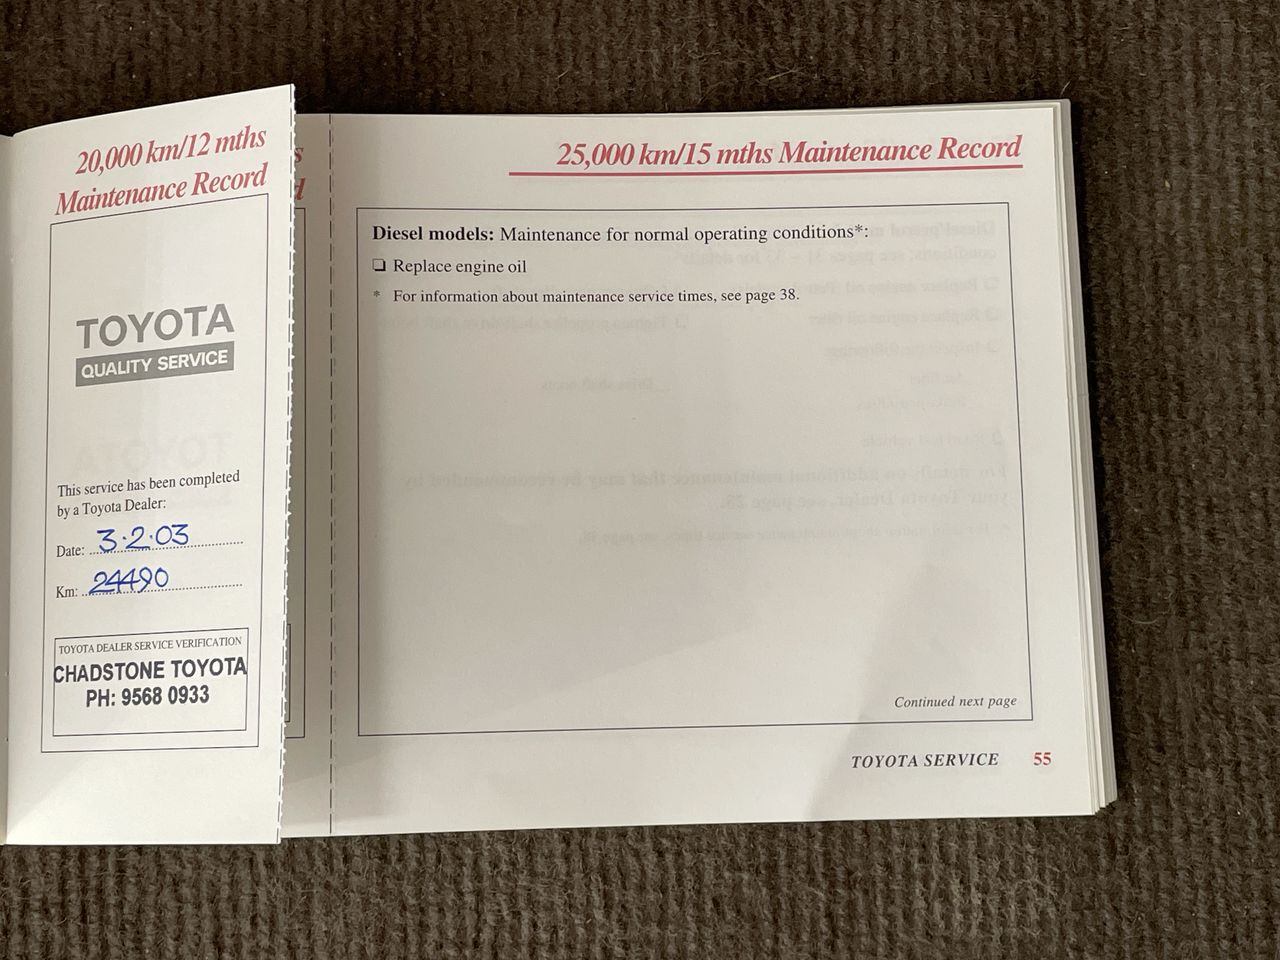 20,000 km/12 mths
Maintenance Record
TOYOTA
QUALITY SERVICE
This service has been completed
by a Toyota Dealer:
Date: 3.2.03
Km: 24490
TOYOTA DEALER SERVICE VERIFICATION
CHADSTONE TOYOTA
PH: 9568 0933
s
d
25,000 km/15 mths Maintenance Record
Diesel models: Maintenance for normal operating conditions*:
❏ Replace engine oil
* For information about maintenance service times, see page 38.
Continued next page
TOYOTA SERVICE 55